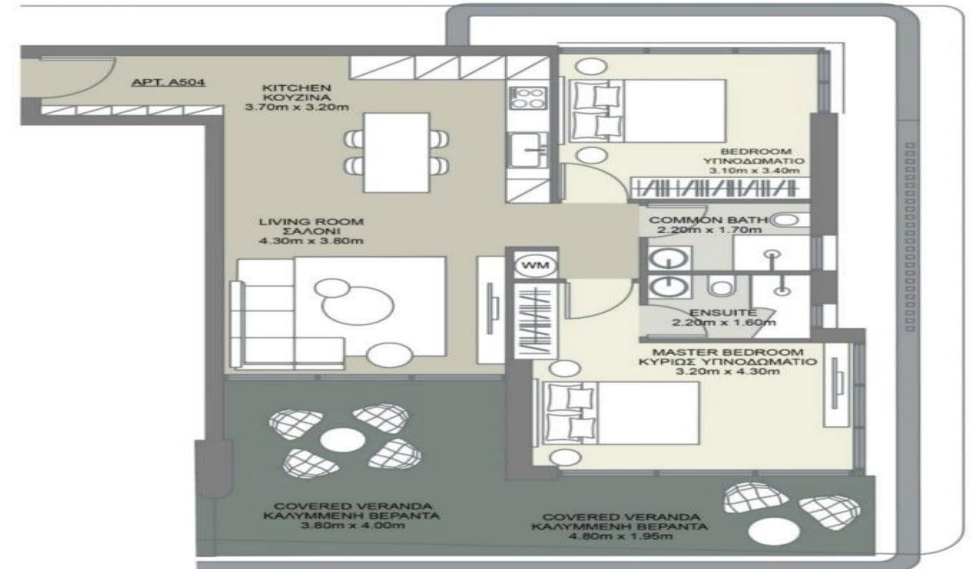 APT. A504
KITCHEN
ΚΟΥΖΙΝΑ
3.70m x 3.20m
BEDROOM
ΥΠΝΟΔΩΜΑΤΙΟ
3.10m x 3.40m
LIVING ROOM
ΣΑΛΟΝΙ
4.30m x 3.80m
COMMON BATH
2.20m x 1.70m
WM
ENSUITE
2.20m x 1.60m
MASTER BEDROOM
ΚΥΡΙΩΣ ΥΠΝΟΔΩΜΑΤΙΟ
3.20m x 4.30m
COVERED VERANDA
ΚΑΛΥΜΜΕΝΗ ΒΕΡΑΝΤΑ
3.80m x 4.00m
COVERED VERANDA
ΚΑΛΥΜΜΕΝΗ ΒΕΡΑΝΤΑ
4.80m x 1.95m